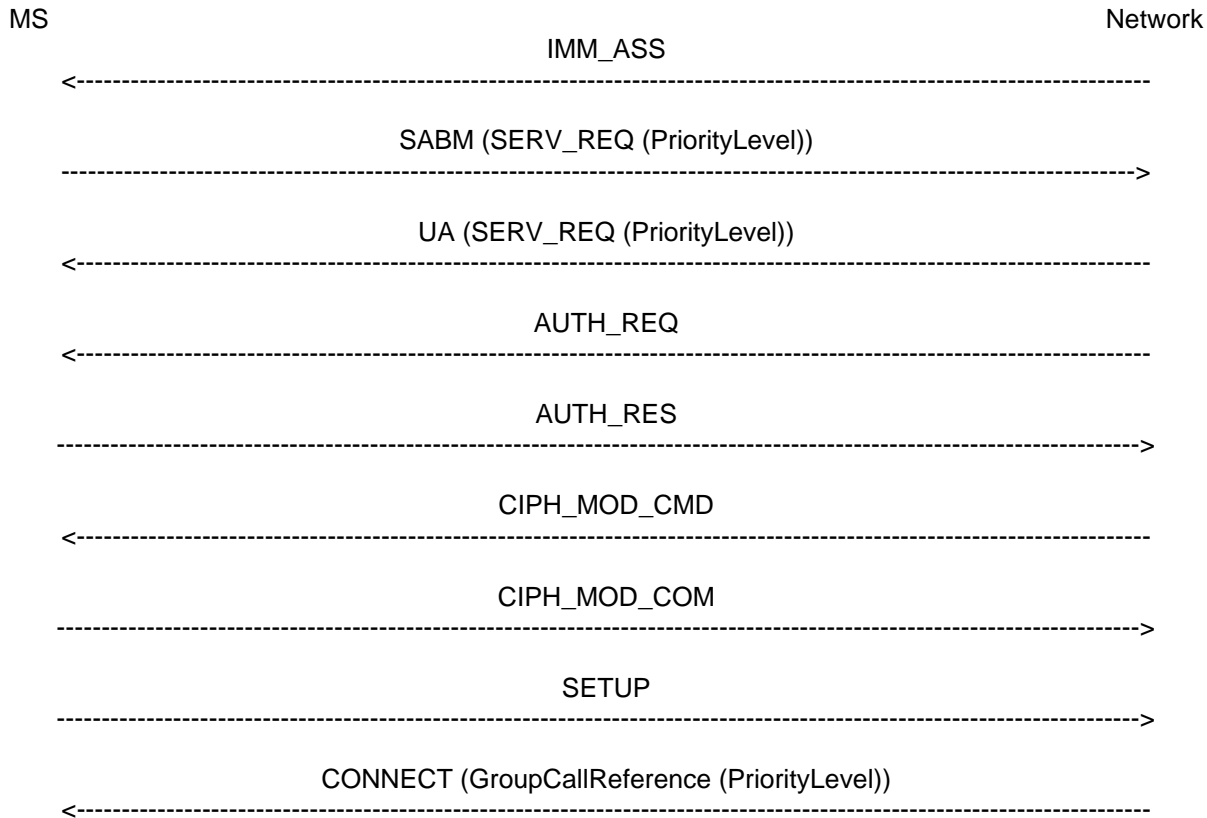 MS Network
IMM_ASS
<------------------------------------------------------------------------------------------------------------------------
SABM (SERV_REQ (PriorityLevel))
------------------------------------------------------------------------------------------------------------------------>
UA (SERV_REQ (PriorityLevel))
<------------------------------------------------------------------------------------------------------------------------
AUTH_REQ
<------------------------------------------------------------------------------------------------------------------------
AUTH_RES
------------------------------------------------------------------------------------------------------------------------>
CIPH_MOD_CMD
<------------------------------------------------------------------------------------------------------------------------
CIPH_MOD_COM
------------------------------------------------------------------------------------------------------------------------>
SETUP
------------------------------------------------------------------------------------------------------------------------>
CONNECT (GroupCallReference (PriorityLevel))
<------------------------------------------------------------------------------------------------------------------------